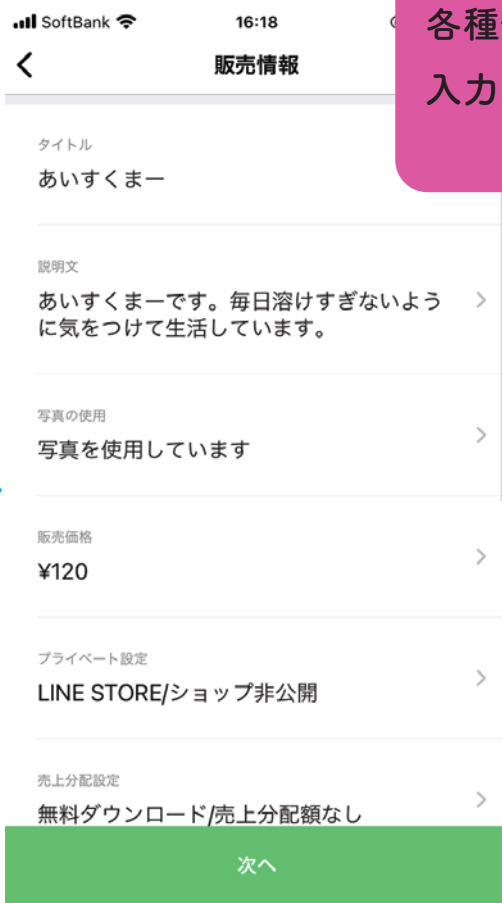 SoftBank 16:18
各種
入力
販売情報
タイトル
あいすくまー
説明文
あいすくまーです。毎日溶けすぎないよう
に気をつけて生活しています。
写真の使用
写真を使用しています
販売価格
¥120
プライベート設定
LINE STORE/ショップ非公開
売上分配設定
無料ダウンロード/売上分配額なし
次へ